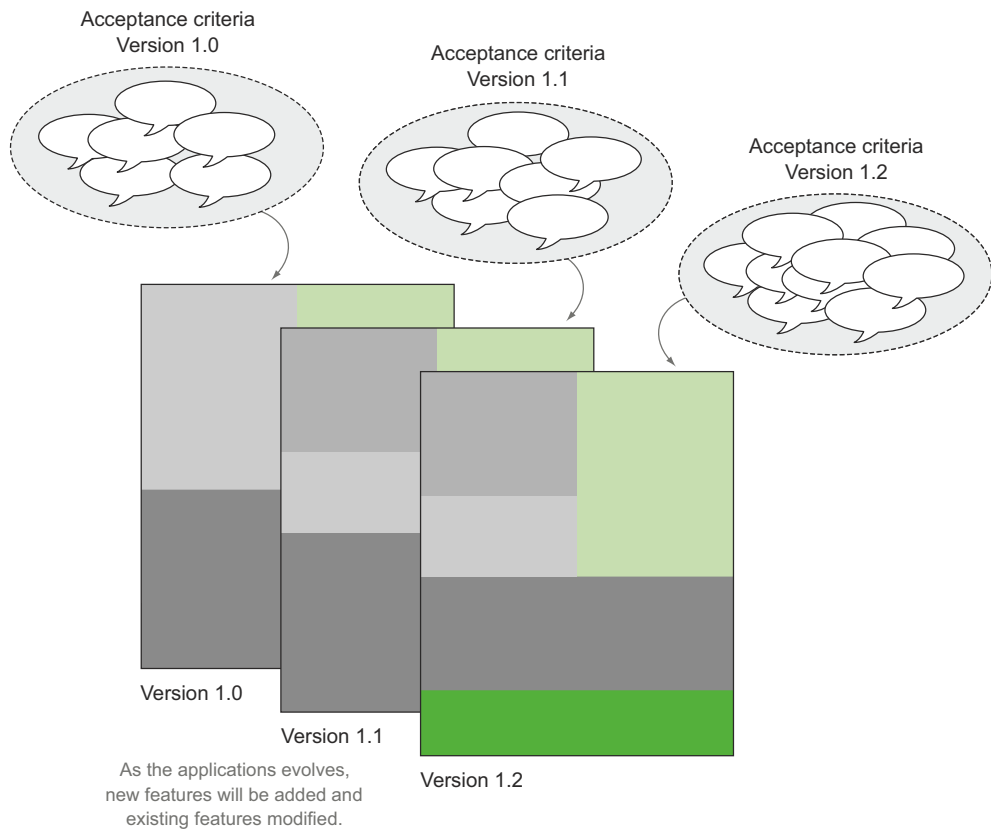 Acceptance criteria
Version 1.0
Acceptance criteria
Version 1.1
Acceptance criteria
Version 1.2
Version 1.0
Version 1.1
Version 1.2
As the applications evolves,
new features will be added and
existing features modified.